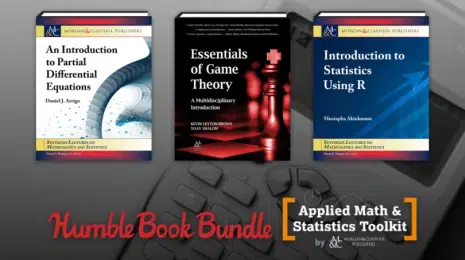 MORGAN & CLAYPOOL PUBLISHERS
An Introduction
to Partial
Differential
Equations
Daniel J. Arrigo
SYNTHESIS LECTURES ON
MATHEMATICS AND STATISTICS
Essentials
of Game
Theory
A Multidisciplinary
Introduction
KEVIN LEYTON-BROWN
YOAV SHOHAM
MORGAN & CLAYPOOL PUBLISHERS
Introduction
to Statistics
Using R
Mustapha Akinkunmi
SYNTHESIS LECTURES ON
MATHEMATICS AND STATISTICS
Humble Book Bundle
Applied Math &
Statistics Toolkit
by MORGAN & CLAYPOOL
PUBLISHERS